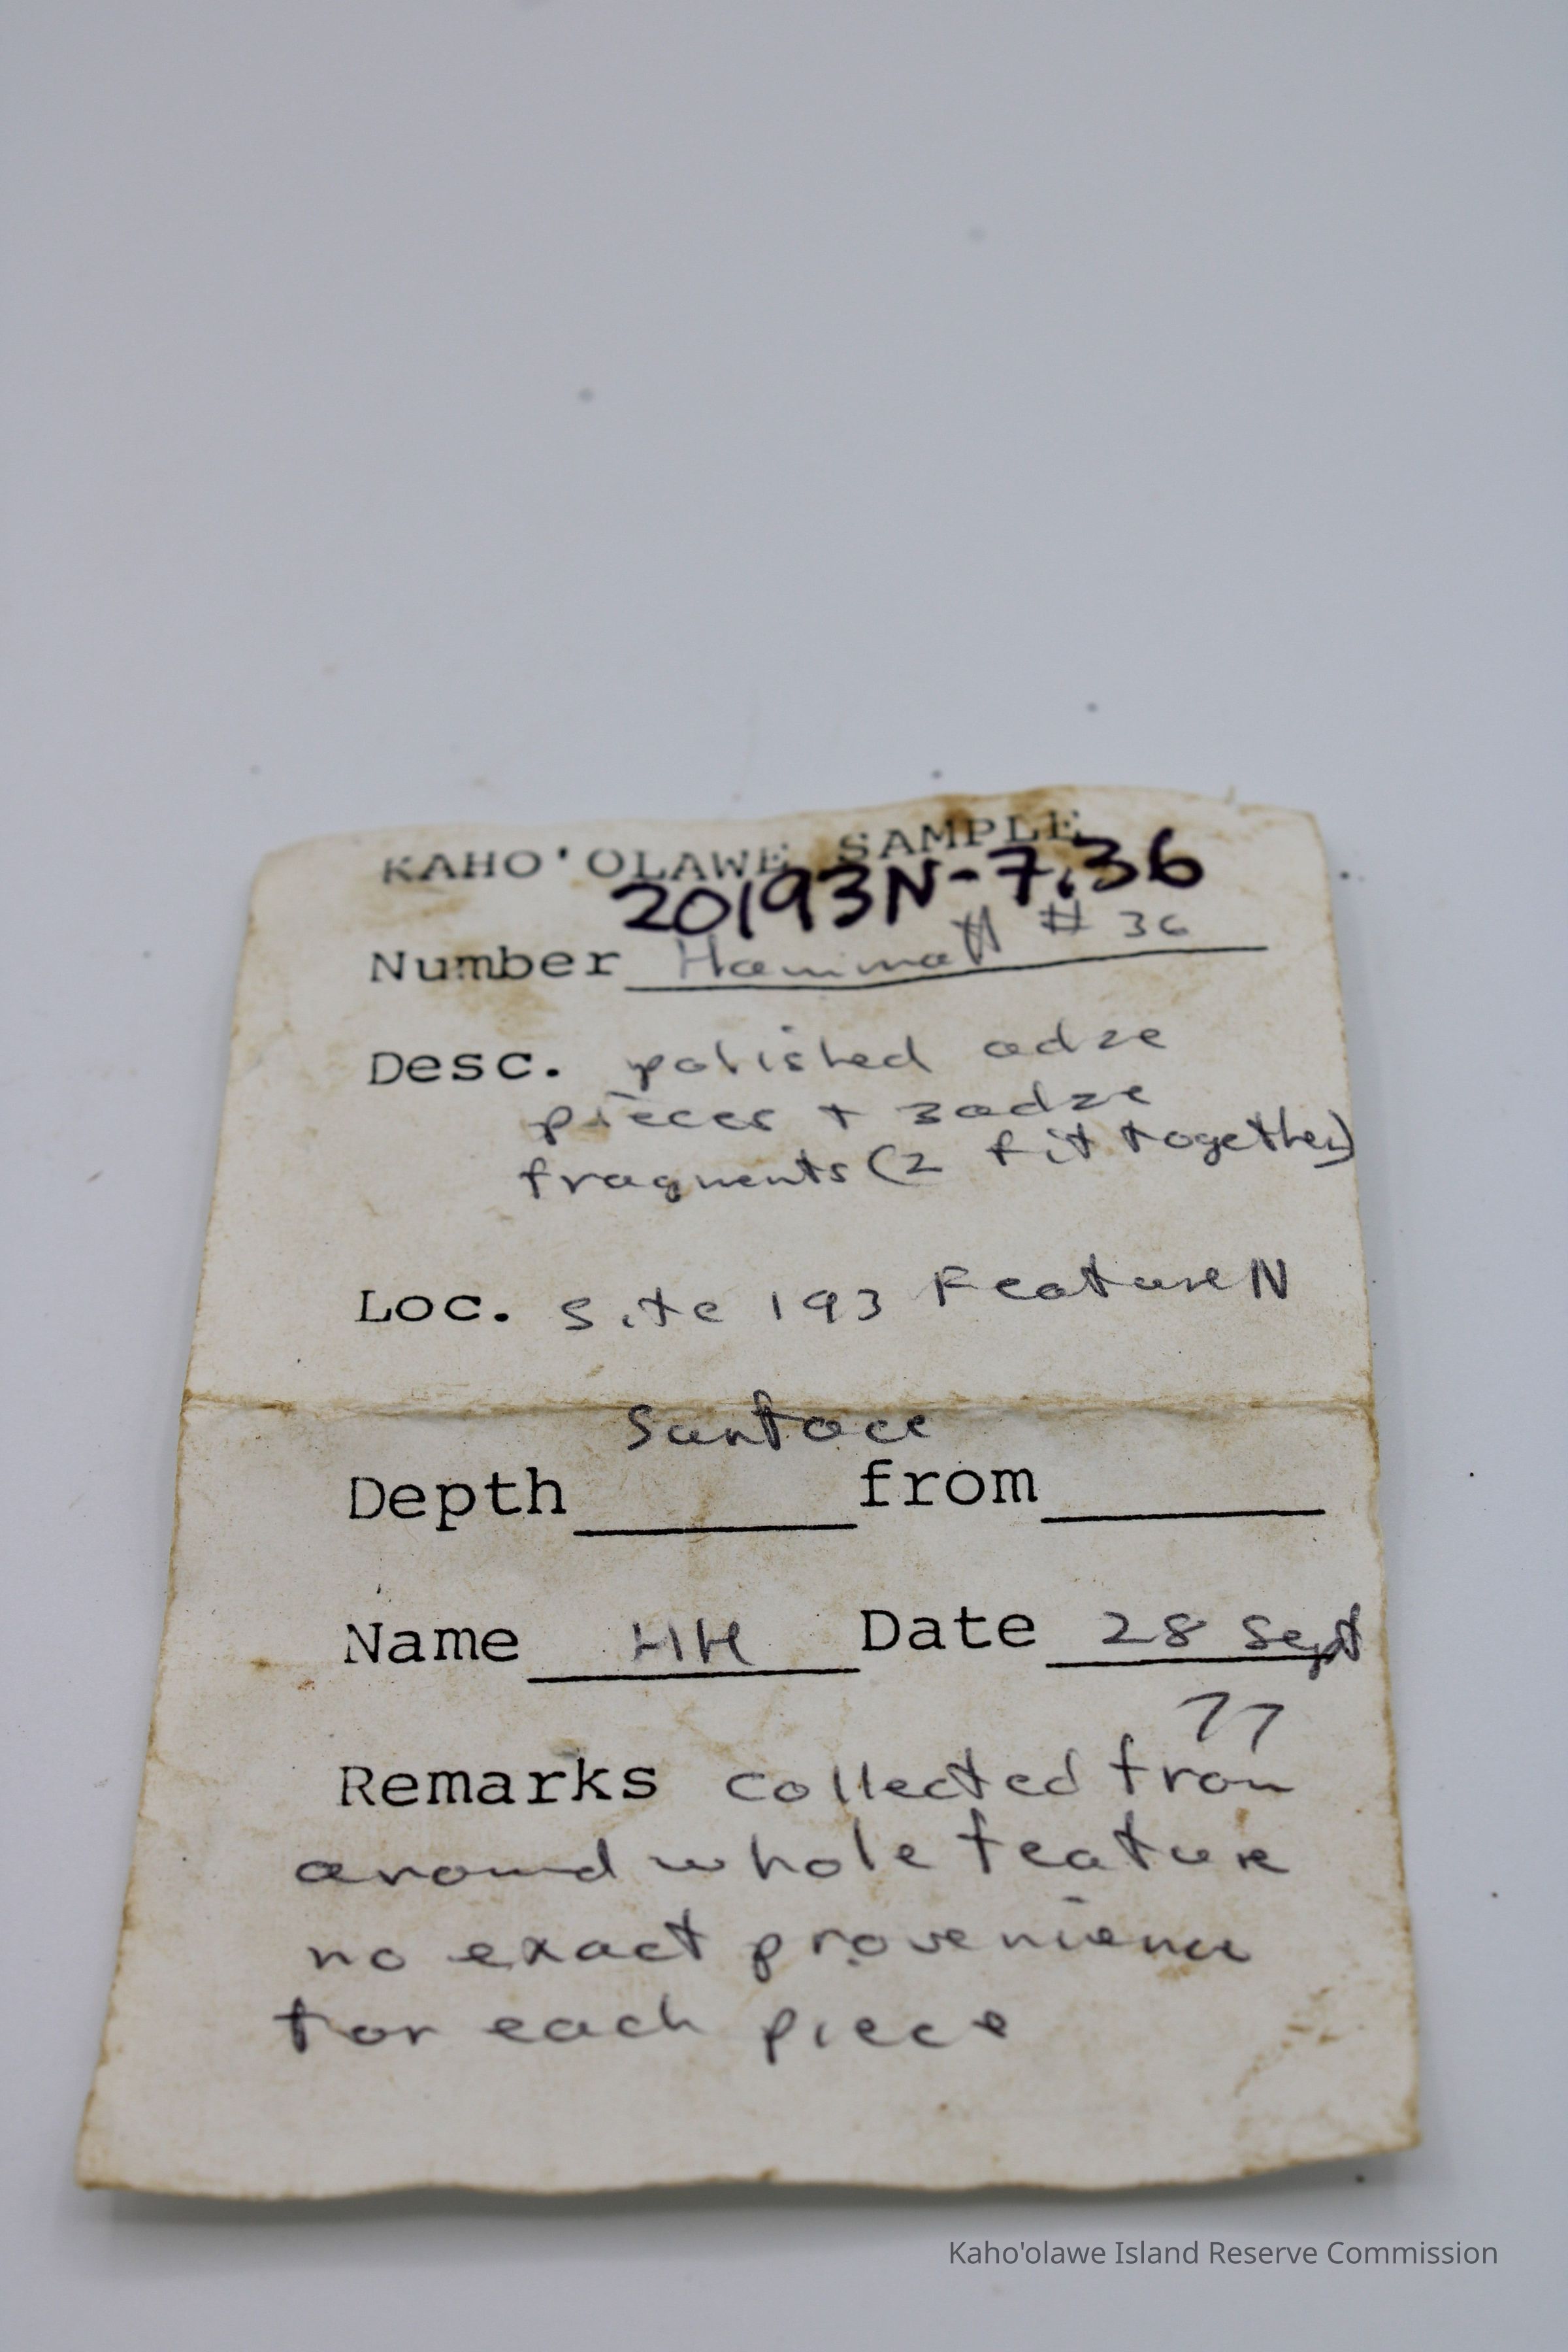 KAHO'OLAWE SAMPLE
20193N-7.36
Number Hammatt # 36
Desc. polished adze
pieces + 3 adze
fragments (2 fit together)
Loc. Site 193 Feature N
Surface
Depth from
Name HH Date 28 Sept
77
Remarks collected from
around whole feature
no exact provenience
for each piece
Kaho'olawe Island Reserve Commission